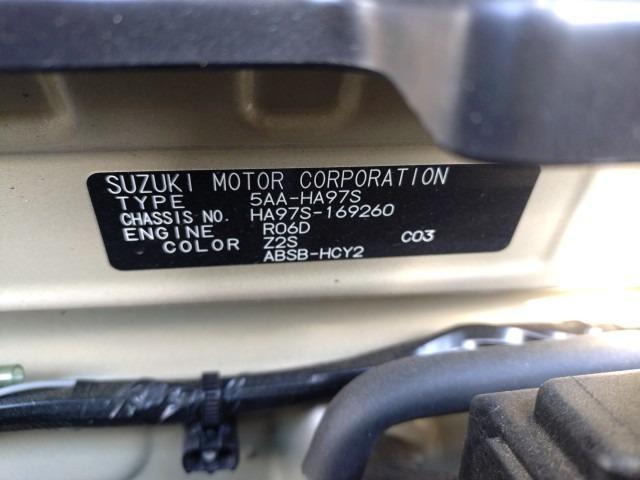 SUZUKI MOTOR CORPORATION
TYPE 5AA-HA97S
CHASSIS NO. HA97S-169260
ENGINE R06D
COLOR Z2S C03
ABSB-HCY2